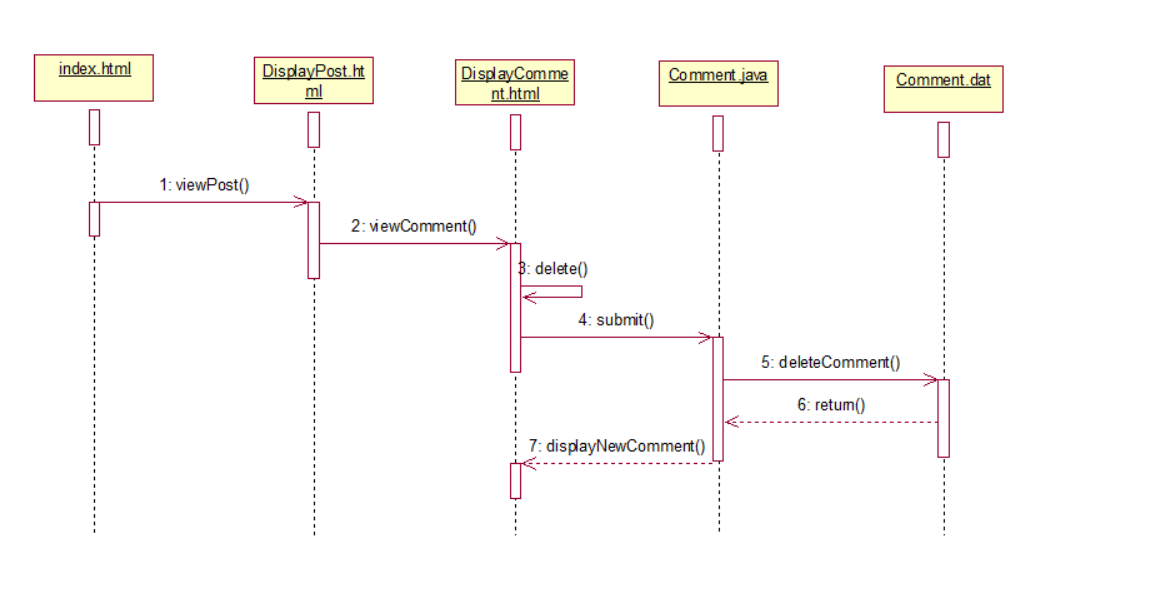 index.html
DisplayPost.ht
ml
DisplayComme
nt.html
Comment.java
Comment.dat
1: viewPost()
2: viewComment()
3: delete()
4: submit()
5: deleteComment()
6: return()
7: displayNewComment()